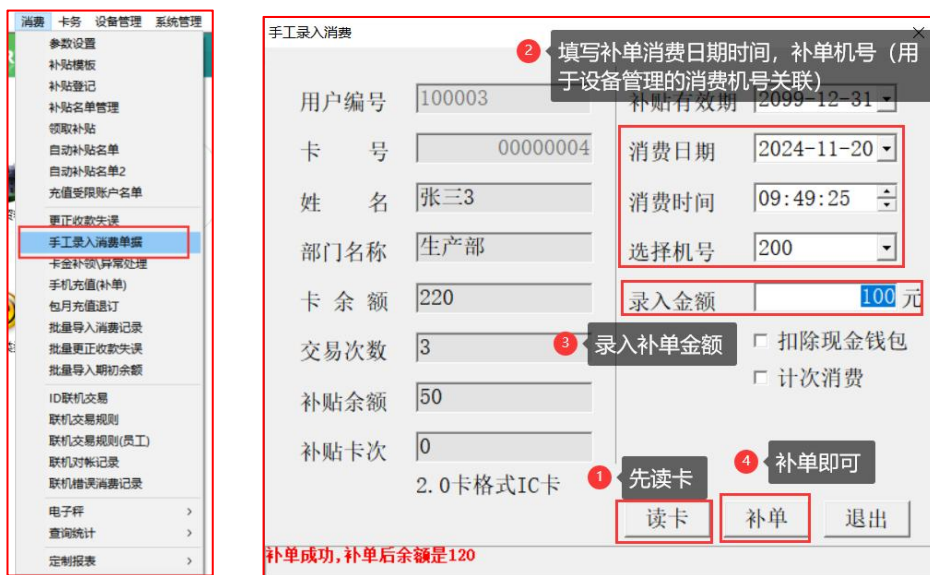 消费 卡务 设备管理 系统管理
参数设置
补贴模板
补贴登记
补贴名单管理
领取补贴
自动补贴名单
自动补贴名单2
充值受限账户名单
更正收款失误
手工录入消费单据
卡金补领\异常处理
手机充值(补单)
包月充值退订
批量导入消费记录
批量更正收款失误
批量导入期初余额
ID联机交易
联机交易规则
联机交易规则(员工)
联机对帐记录
联机错误消费记录
电子秤 >
查询统计 >
定制报表 >
手工录入消费
2 填写补单消费日期时间，补单机号（用
于设备管理的消费机号关联）
用户编号 100003
补贴有效期 2099-12-31
卡 号 00000004
消费日期 2024-11-20
姓 名 张三3
消费时间 09:49:25
部门名称 生产部
选择机号 200
卡 余 额 220
录入金额 100 元
3 录入补单金额
交易次数 3
扣除现金钱包
计次消费
补贴余额 50
补贴卡次 0
4 补单即可
2.0卡格式IC卡
1 先读卡
读卡 补单 退出
补单成功,补单后余额是120